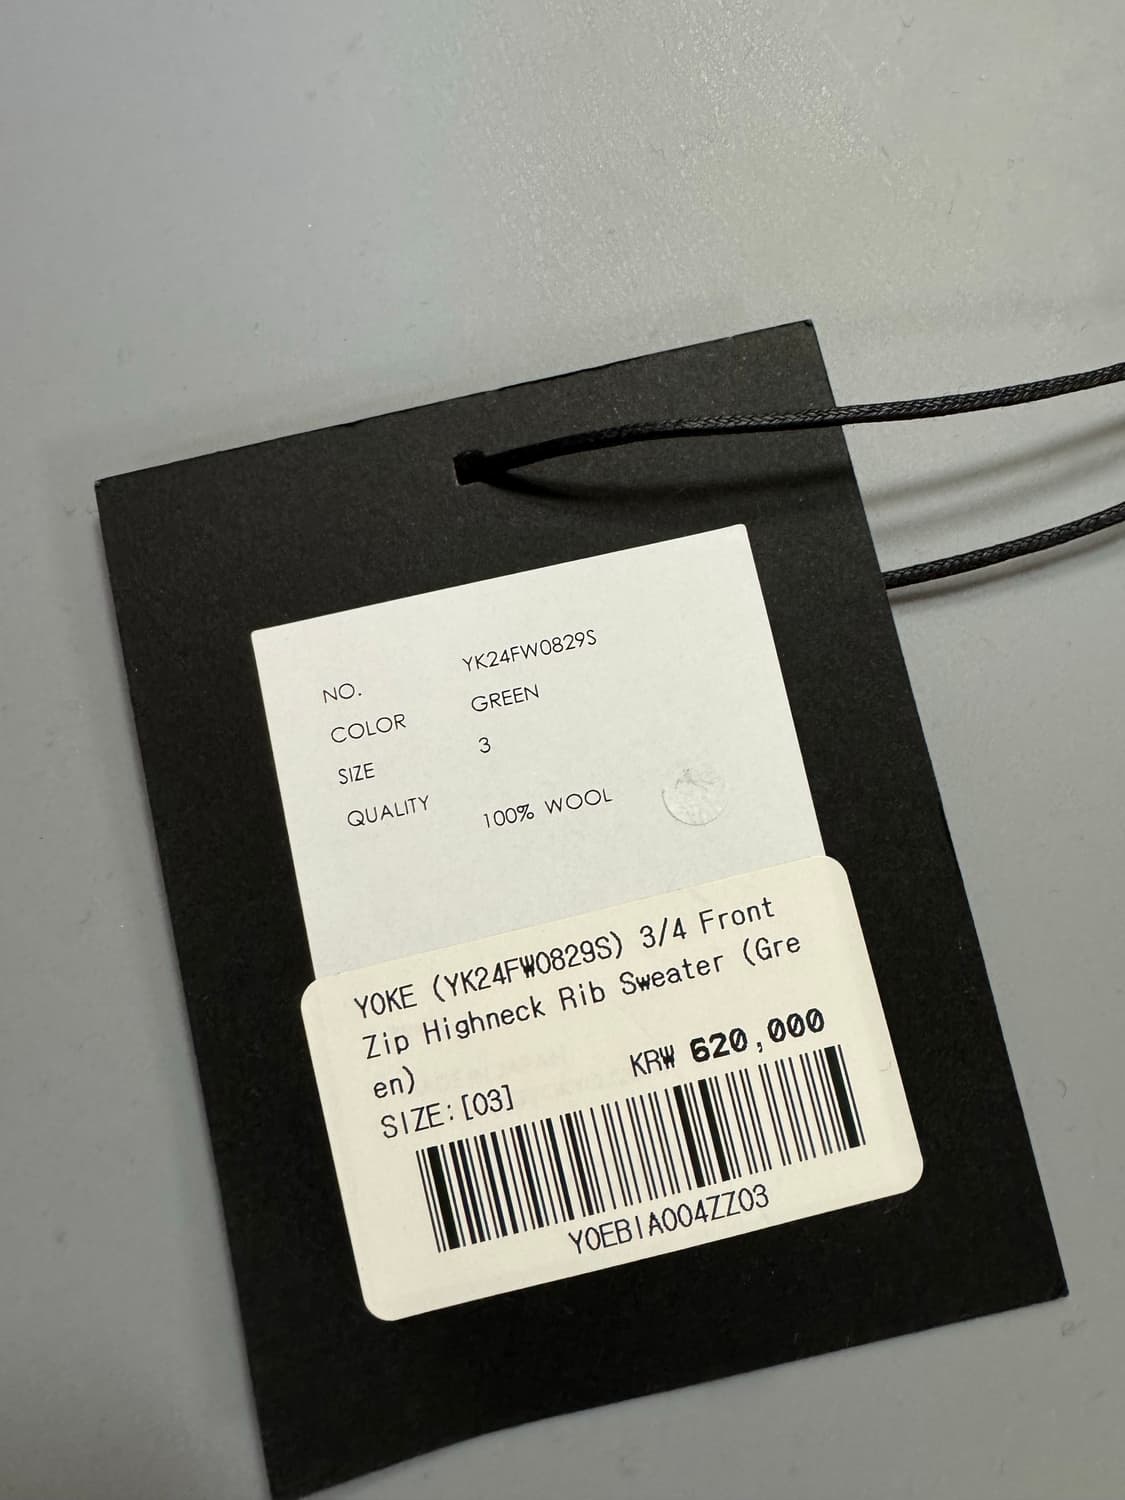 NO. YK24FW0829S
COLOR GREEN
SIZE 3
QUALITY 100% WOOL
YOKE (YK24FW0829S) 3/4 Front
Zip Highneck Rib Sweater (Gre
en)
KRW 620,000
SIZE:[03]
YOEBIA004ZZ03